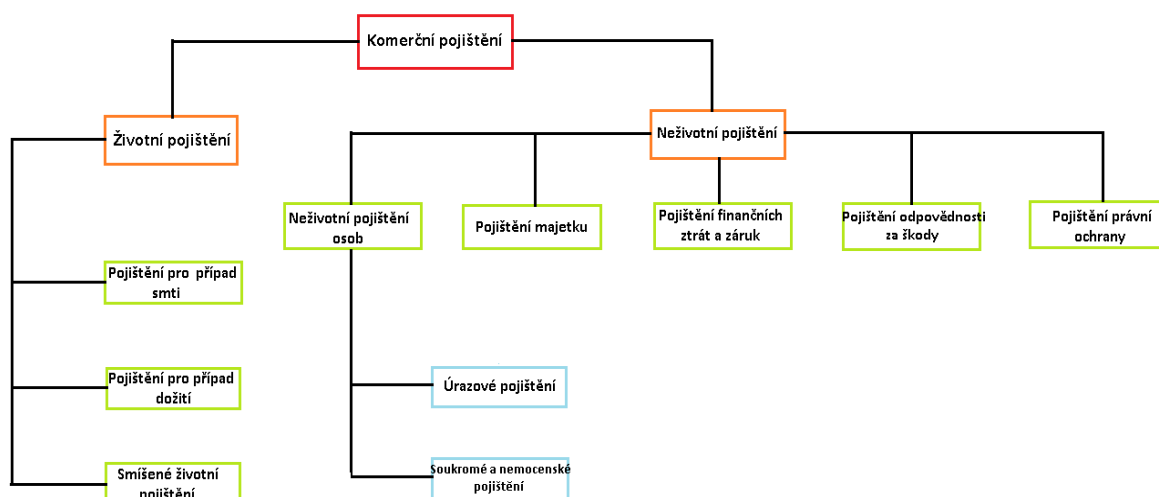 Komerční pojištění
Životní pojištění
Neživotní pojištění
Neživotní pojištění
osob
Pojištění majetku
Pojištění finančních
ztrát a záruk
Pojištění odpovědnosti
za škody
Pojištění právní
ochrany
Pojištění pro případ
smti
Pojištění pro případ
dožití
Smíšené životní
pojištění
Úrazové pojištění
Soukromé a nemocenské
pojištění